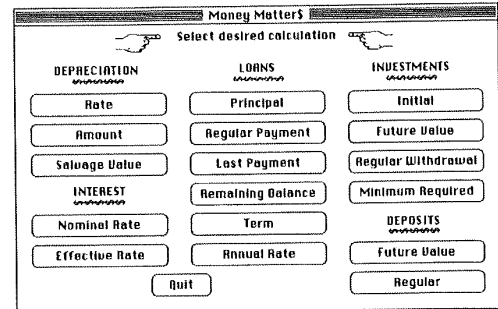 Money Matter$
Select desired calculation
DEPRECIATION
Rate
Amount
Salvage Value
INTEREST
Nominal Rate
Effective Rate
LOANS
Principal
Regular Payment
Last Payment
Remaining Balance
Term
Annual Rate
Quit
INVESTMENTS
Initial
Future Value
Regular Withdrawal
Minimum Required
DEPOSITS
Future Value
Regular